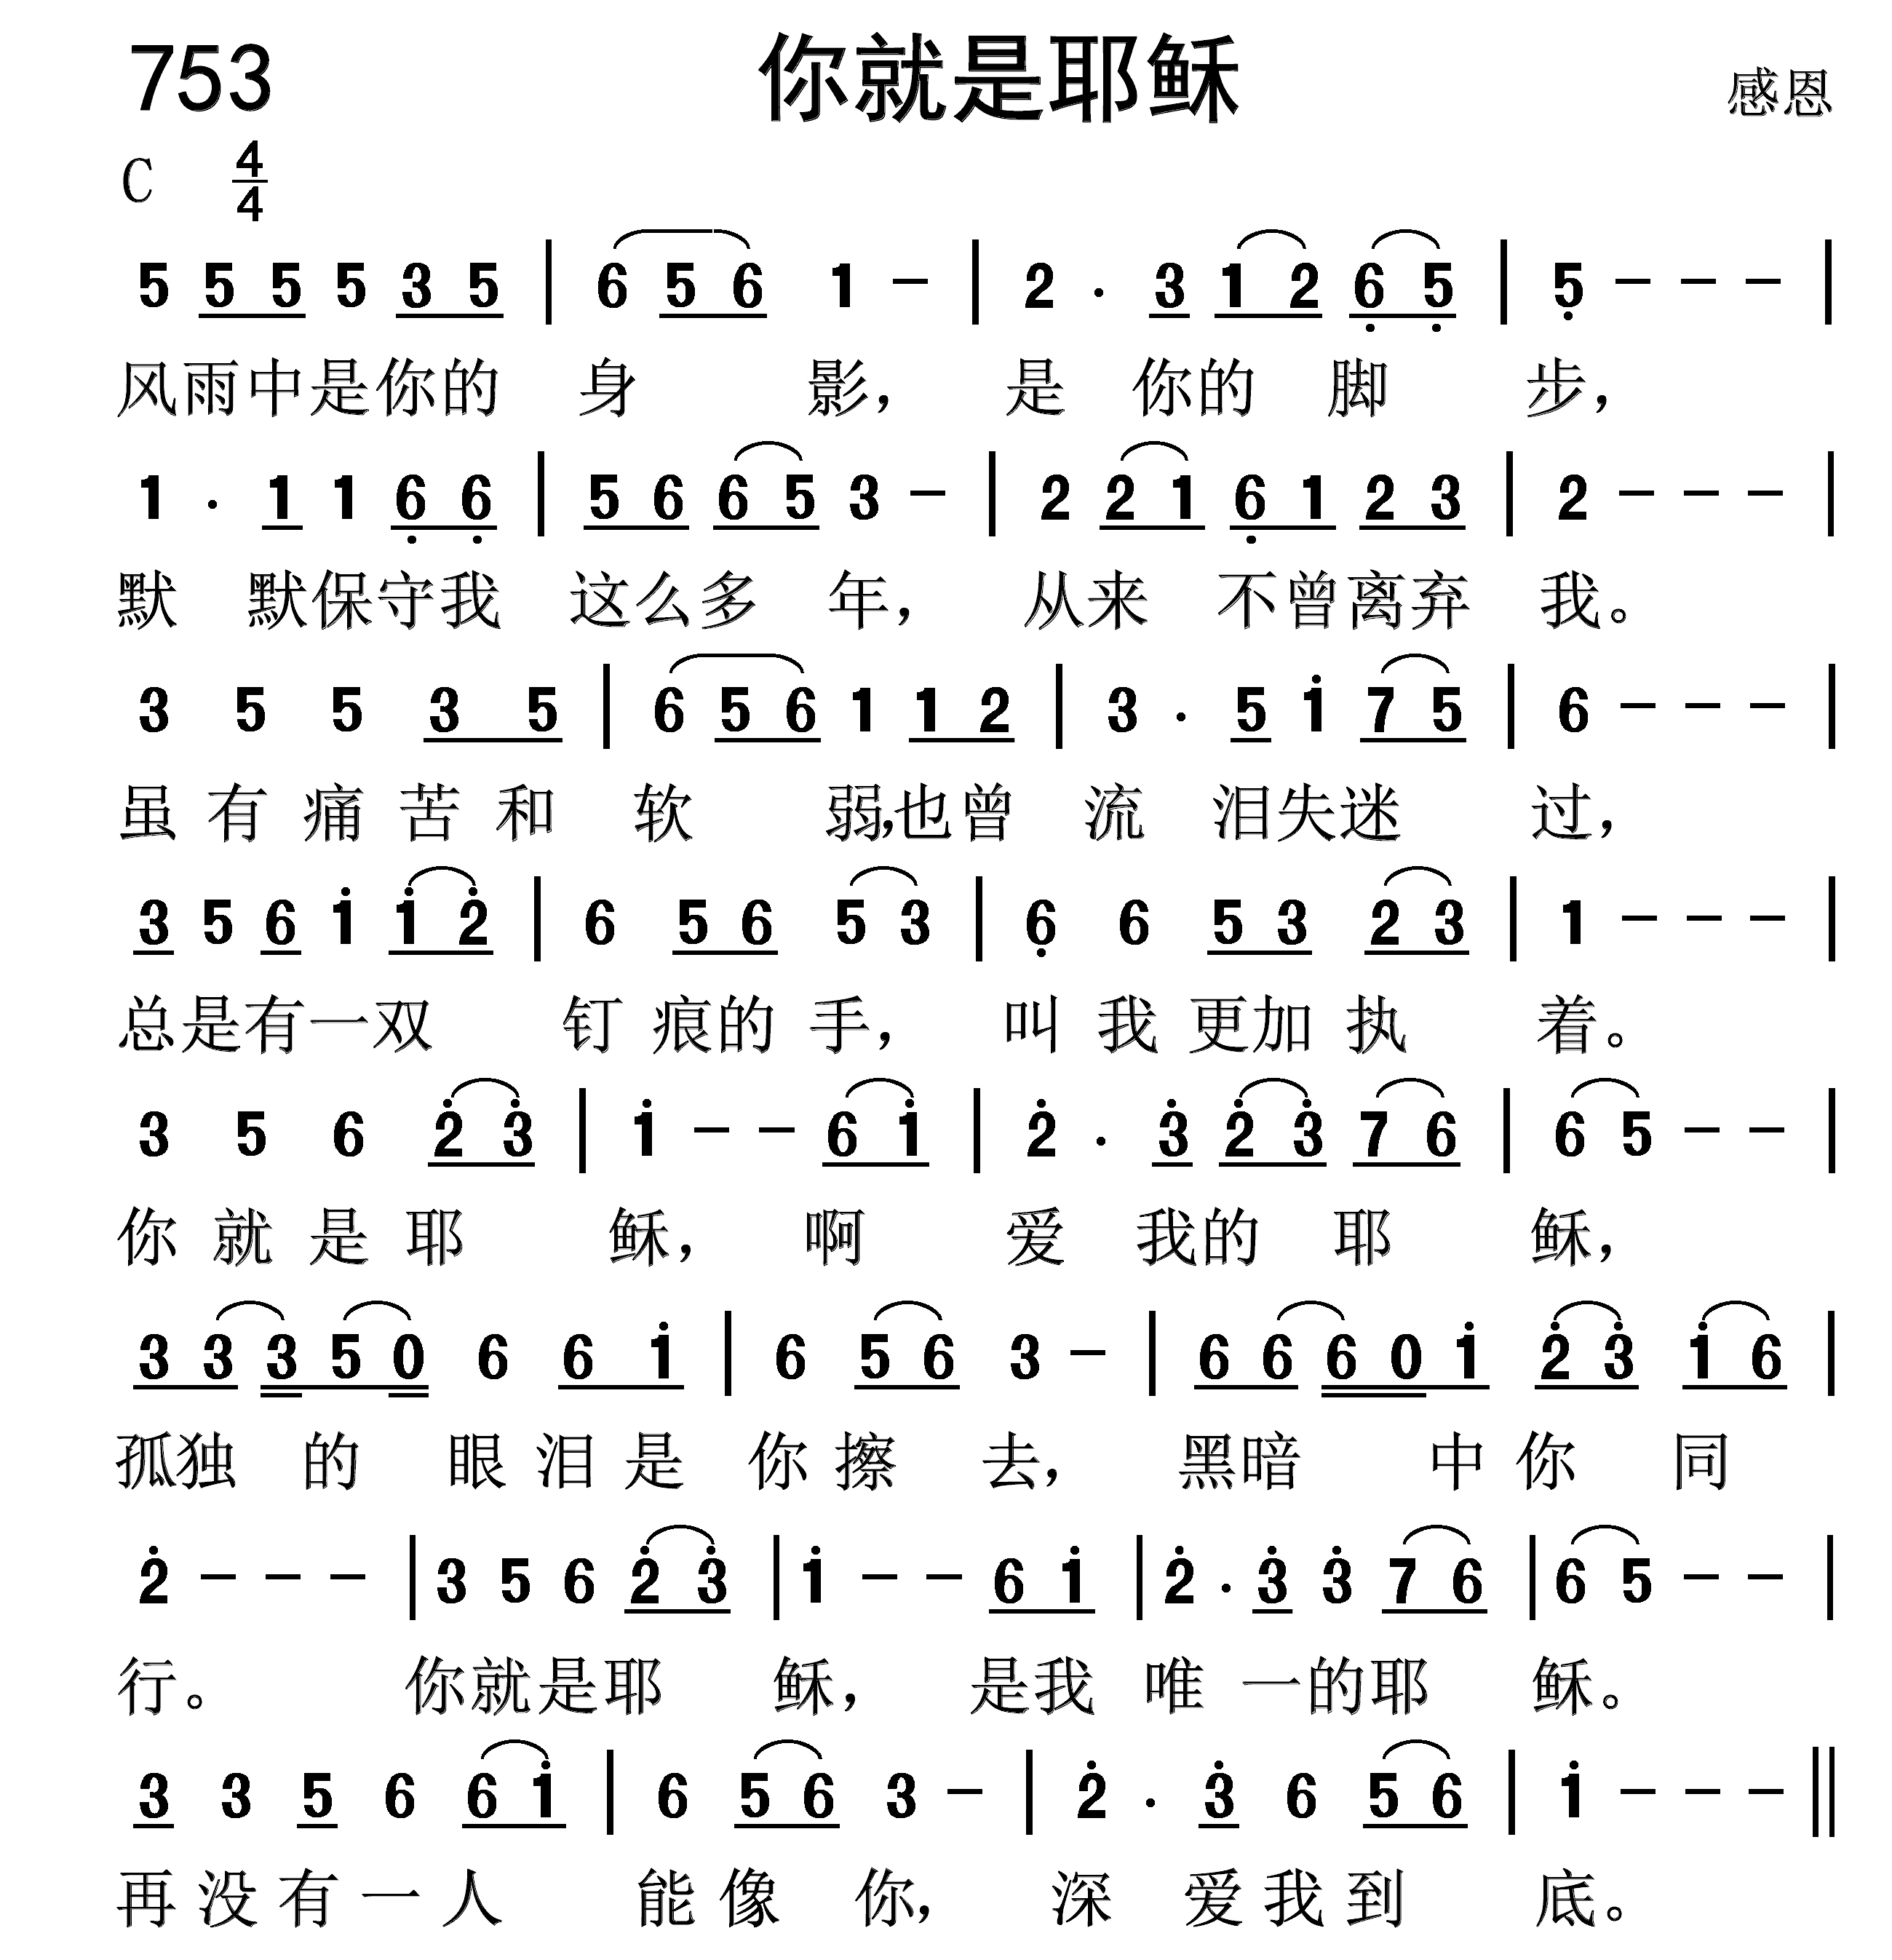 753 你就是耶稣 感恩
C 4/4
5 5 5 5 3 5 | 6 5 6 1 － | 2 · 3 1 2 6̣ 5̣ | 5̣ － － － |
风雨中是你的 身 影， 是 你的 脚 步，
1 · 1 1 6̣ 6̣ | 5 6 6 5 3 － | 2 2 1 6̣ 1 2 3 | 2 － － － |
默 默保守我 这么多 年， 从来 不曾离弃 我。
3 5 5 3 5 | 6 5 6 1 1 2 | 3 · 5 1̇ 7 5 | 6 － － － |
虽 有 痛 苦 和 软 弱，也曾 流 泪失迷 过，
3 5 6 1̇ 1̇ 2̇ | 6 5 6 5 3 | 6̣ 6 5 3 2 3 | 1 － － － |
总是有一双 钉 痕的 手， 叫 我 更加 执 着。
3 5 6 2̇ 3̇ | 1̇ － － 6 1̇ | 2̇ · 3̇ 2̇ 3̇ 7 6 | 6 5 － － |
你 就 是 耶 稣， 啊 爱 我的 耶 稣，
3 3 3 5 0 6 6 1̇ | 6 5 6 3 － | 6 6 6 0 1̇ 2̇ 3̇ 1̇ 6 |
孤独 的 眼 泪 是 你 擦 去， 黑暗 中 你 同
2̇ － － － | 3 5 6 2̇ 3̇ | 1̇ － － 6 1̇ | 2̇ · 3̇ 3̇ 7 6 | 6 5 － － |
行。 你就是耶 稣， 是我 唯 一的耶 稣。
3 3 5 6 6 1̇ | 6 5 6 3 － | 2̇ · 3̇ 6 5 6 | 1̇ － － － ||
再 没 有 一 人 能 像 你， 深 爱 我 到 底。